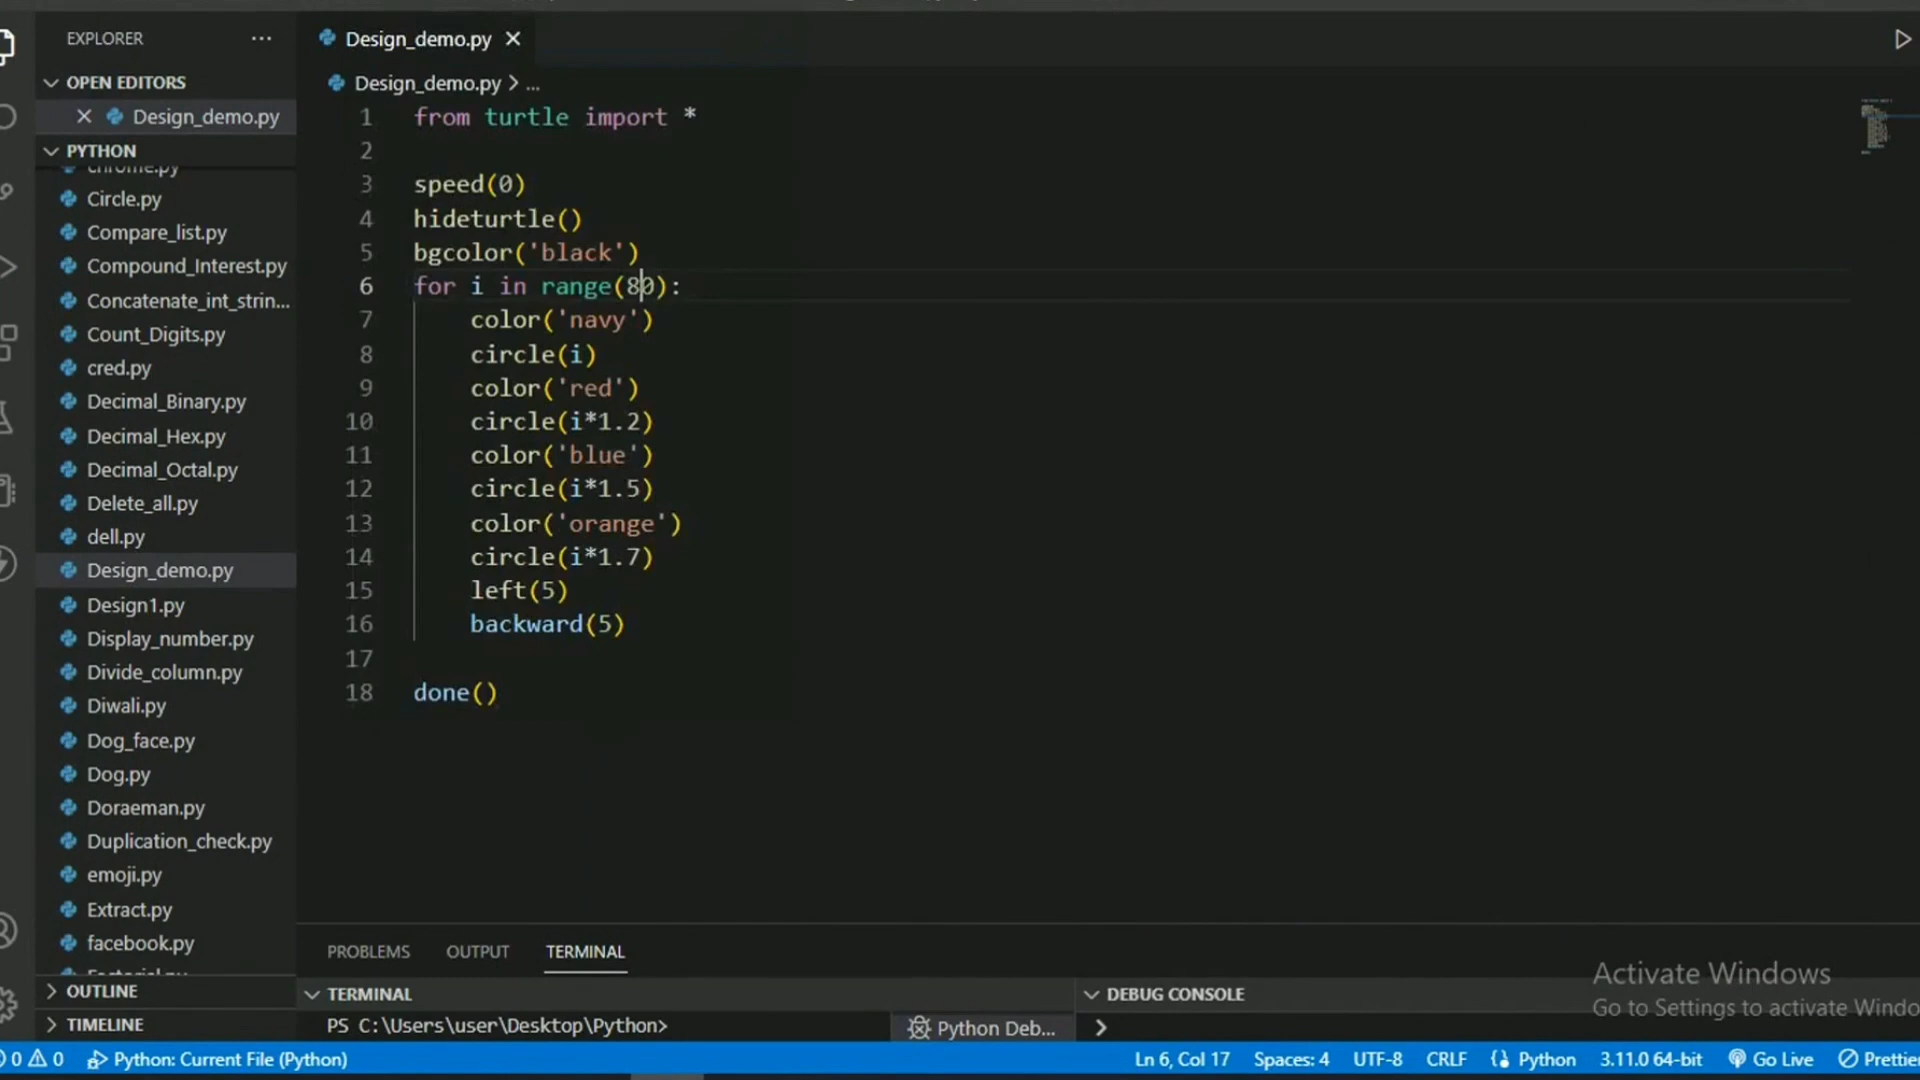 EXPLORER
...
OPEN EDITORS
Design_demo.py
PYTHON
chrome.py
Circle.py
Compare_list.py
Compound_Interest.py
Concatenate_int_strin...
Count_Digits.py
cred.py
Decimal_Binary.py
Decimal_Hex.py
Decimal_Octal.py
Delete_all.py
dell.py
Design_demo.py
Design1.py
Display_number.py
Divide_column.py
Diwali.py
Dog_face.py
Dog.py
Doraeman.py
Duplication_check.py
emoji.py
Extract.py
facebook.py
Factorial.py
OUTLINE
TIMELINE
Design_demo.py
Design_demo.py > ...
1 from turtle import *
2
3 speed(0)
4 hideturtle()
5 bgcolor('black')
6 for i in range(80):
7 color('navy')
8 circle(i)
9 color('red')
10 circle(i*1.2)
11 color('blue')
12 circle(i*1.5)
13 color('orange')
14 circle(i*1.7)
15 left(5)
16 backward(5)
17
18 done()
PROBLEMS OUTPUT TERMINAL
TERMINAL
PS C:\Users\user\Desktop\Python>
Python Deb...
DEBUG CONSOLE
>
Activate Windows
Go to Settings to activate Windo
0 0 Python: Current File (Python) Ln 6, Col 17 Spaces: 4 UTF-8 CRLF Python 3.11.0 64-bit Go Live Prettier